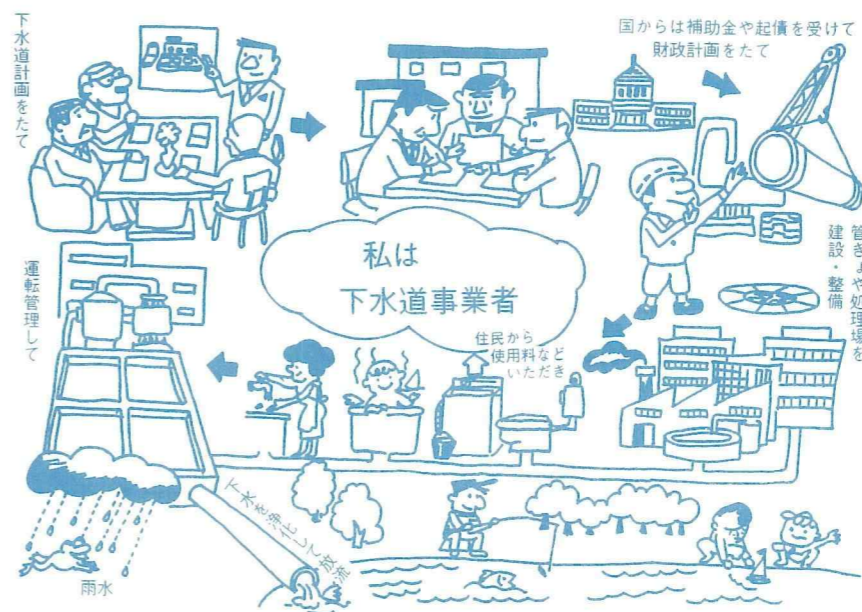 下水道計画をたて
国からは補助金や起債を受けて
財政計画をたて
管きょや処理場を
建設・整備
私は
下水道事業者
住民から
使用料など
いただき
運転管理して
下水を浄化して放流
雨水